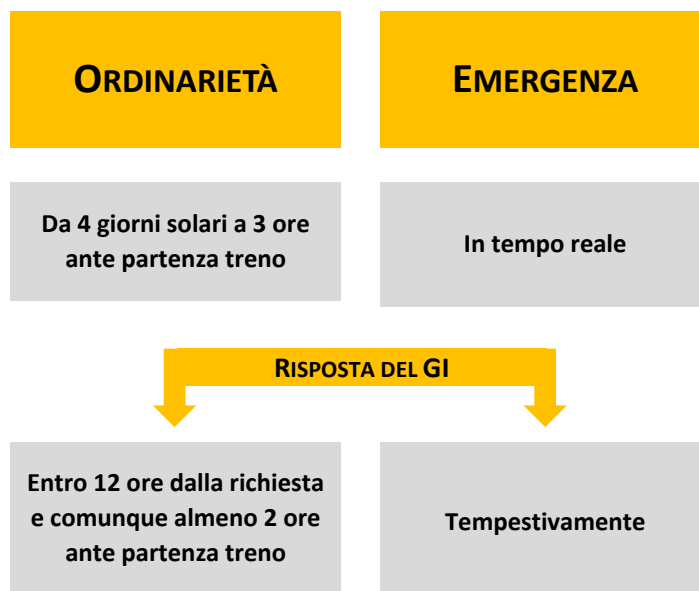 ORDINARIETÀ
EMERGENZA
Da 4 giorni solari a 3 ore
ante partenza treno
In tempo reale
RISPOSTA DEL GI
Entro 12 ore dalla richiesta
e comunque almeno 2 ore
ante partenza treno
Tempestivamente